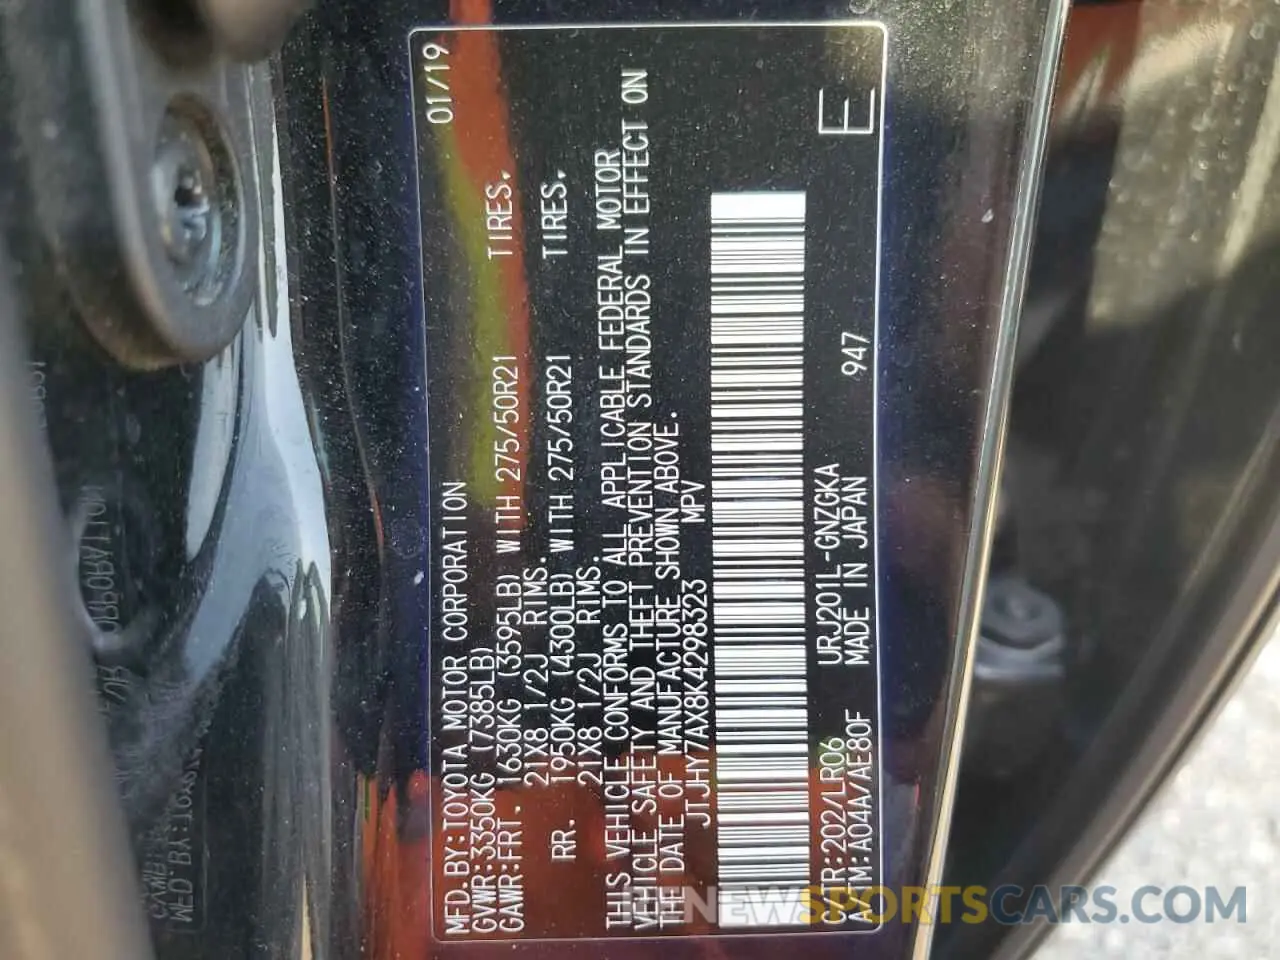 MFD.BY:TOYOTA MOTOR CORPORATION 01/19
GVWR:3350KG (7385LB)
GAWR:FRT. 1630KG (3595LB) WITH 275/50R21 TIRES,
21X8 1/2J RIMS.
RR. 1950KG (4300LB) WITH 275/50R21 TIRES,
21X8 1/2J RIMS.
THIS VEHICLE CONFORMS TO ALL APPLICABLE FEDERAL MOTOR
VEHICLE SAFETY AND THEFT PREVENTION STANDARDS IN EFFECT ON
THE DATE OF MANUFACTURE SHOWN ABOVE.
JTJHY7AX8K4298323 MPV
C/TR:202/LR06 URJ201L-GNZGKA
A/TM:A04A/AE80F MADE IN JAPAN 947
E
RENEWSPORTSCARS.COM